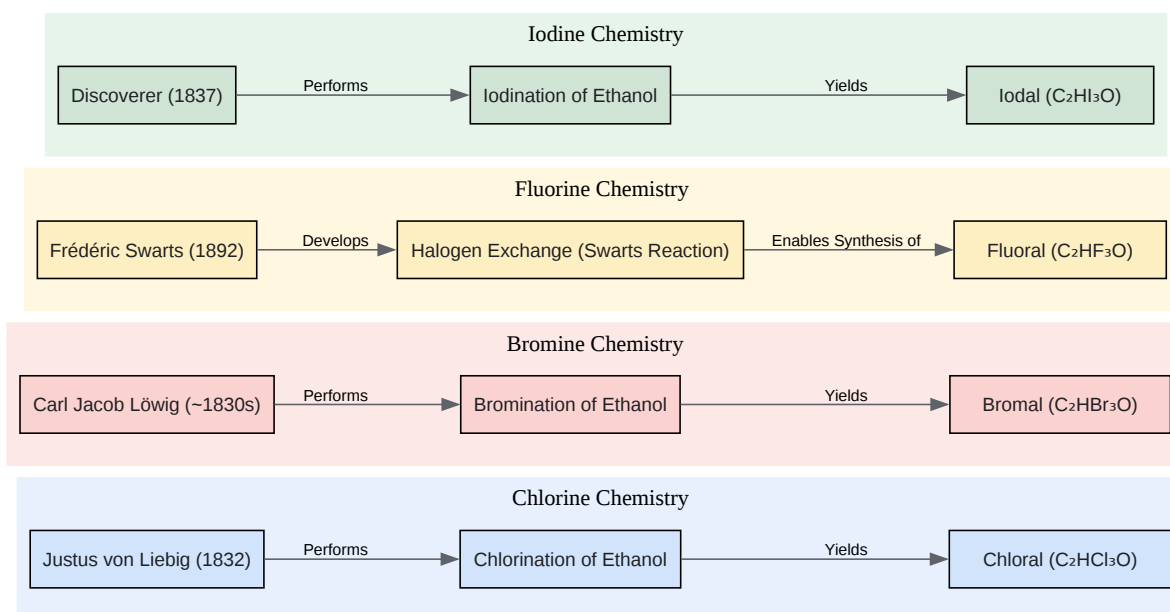 Iodine Chemistry
Discoverer (1837)
Performs
Iodination of Ethanol
Yields
Iodal (C₂HI₃O)
Fluorine Chemistry
Frédéric Swarts (1892)
Develops
Halogen Exchange (Swarts Reaction)
Enables Synthesis of
Fluoral (C₂HF₃O)
Bromine Chemistry
Carl Jacob Löwig (~1830s)
Performs
Bromination of Ethanol
Yields
Bromal (C₂HBr₃O)
Chlorine Chemistry
Justus von Liebig (1832)
Performs
Chlorination of Ethanol
Yields
Chloral (C₂HCl₃O)